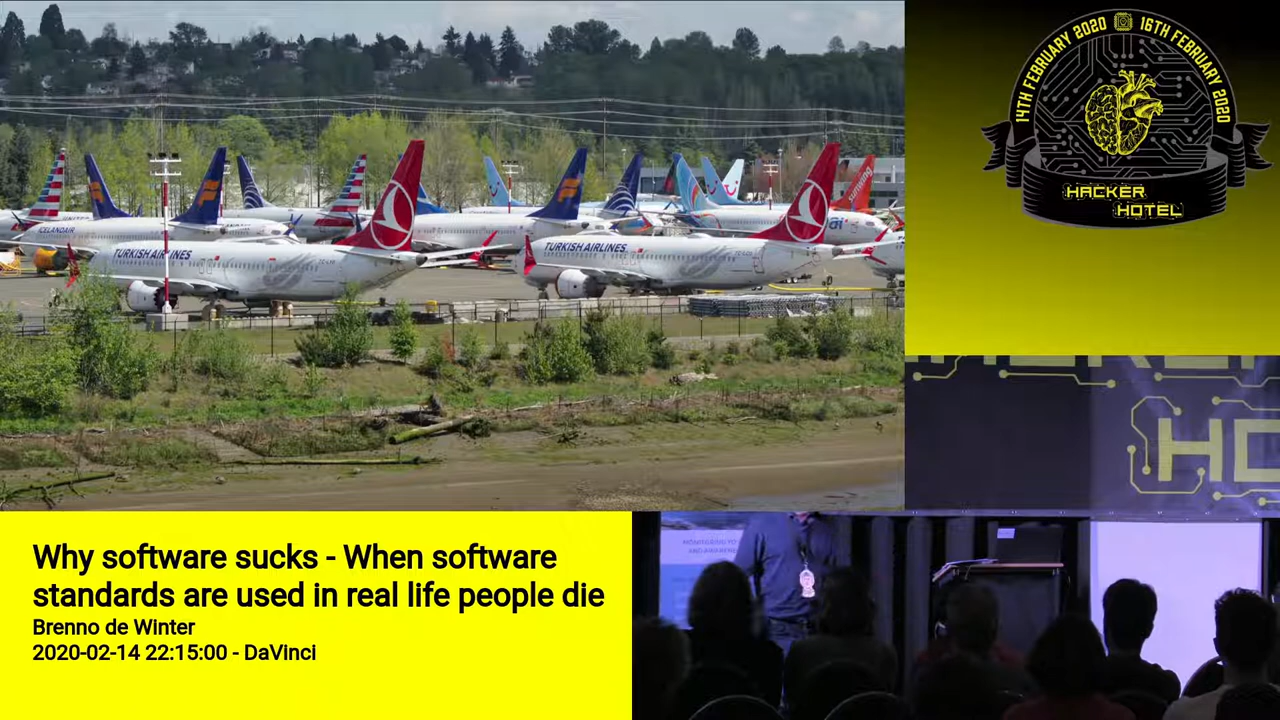 14TH FEBRUARY 2020 16TH FEBRUARY 2020
HACKER
HOTEL
ICELANDAIR
TURKISH AIRLINES
TURKISH AIRLINES
Why software sucks - When software
standards are used in real life people die
Brenno de Winter
2020-02-14 22:15:00 - DaVinci